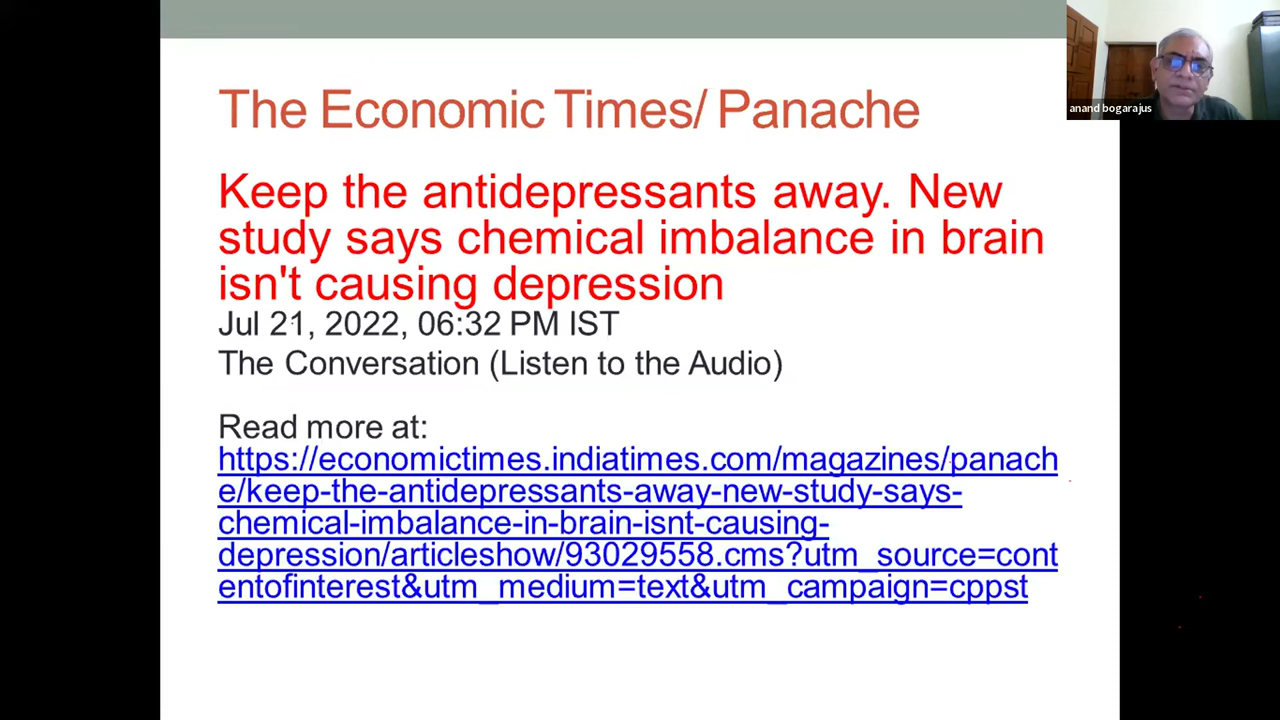 The Economic Times/ Panache
Keep the antidepressants away. New
study says chemical imbalance in brain
isn't causing depression
Jul 21, 2022, 06:32 PM IST
The Conversation (Listen to the Audio)
Read more at:
https://economictimes.indiatimes.com/magazines/panach
e/keep-the-antidepressants-away-new-study-says-
chemical-imbalance-in-brain-isnt-causing-
depression/articleshow/93029558.cms?utm_source=cont
entofinterest&utm_medium=text&utm_campaign=cppst
anand bogarajus